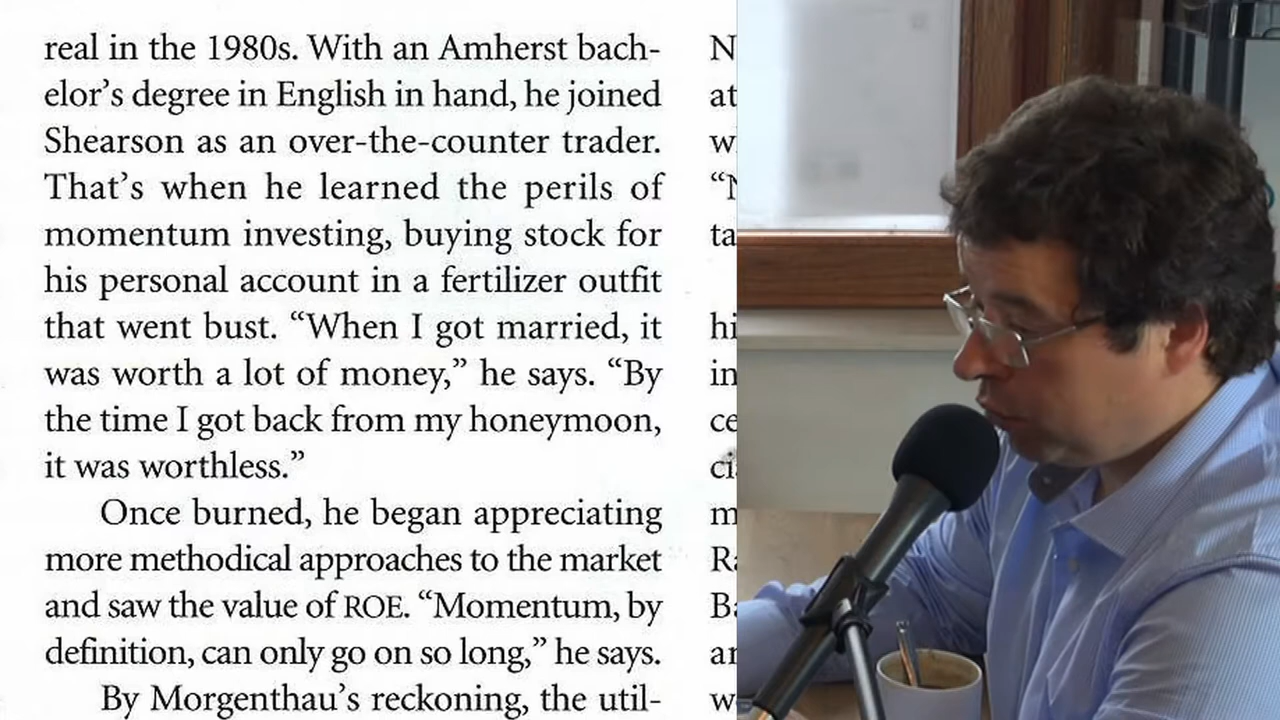 real in the 1980s. With an Amherst bach-
elor's degree in English in hand, he joined
Shearson as an over-the-counter trader.
That's when he learned the perils of
momentum investing, buying stock for
his personal account in a fertilizer outfit
that went bust. “When I got married, it
was worth a lot of money,” he says. “By
the time I got back from my honeymoon,
it was worthless.”
Once burned, he began appreciating
more methodical approaches to the market
and saw the value of ROE. “Momentum, by
definition, can only go on so long,” he says.
By Morgenthau's reckoning, the util-